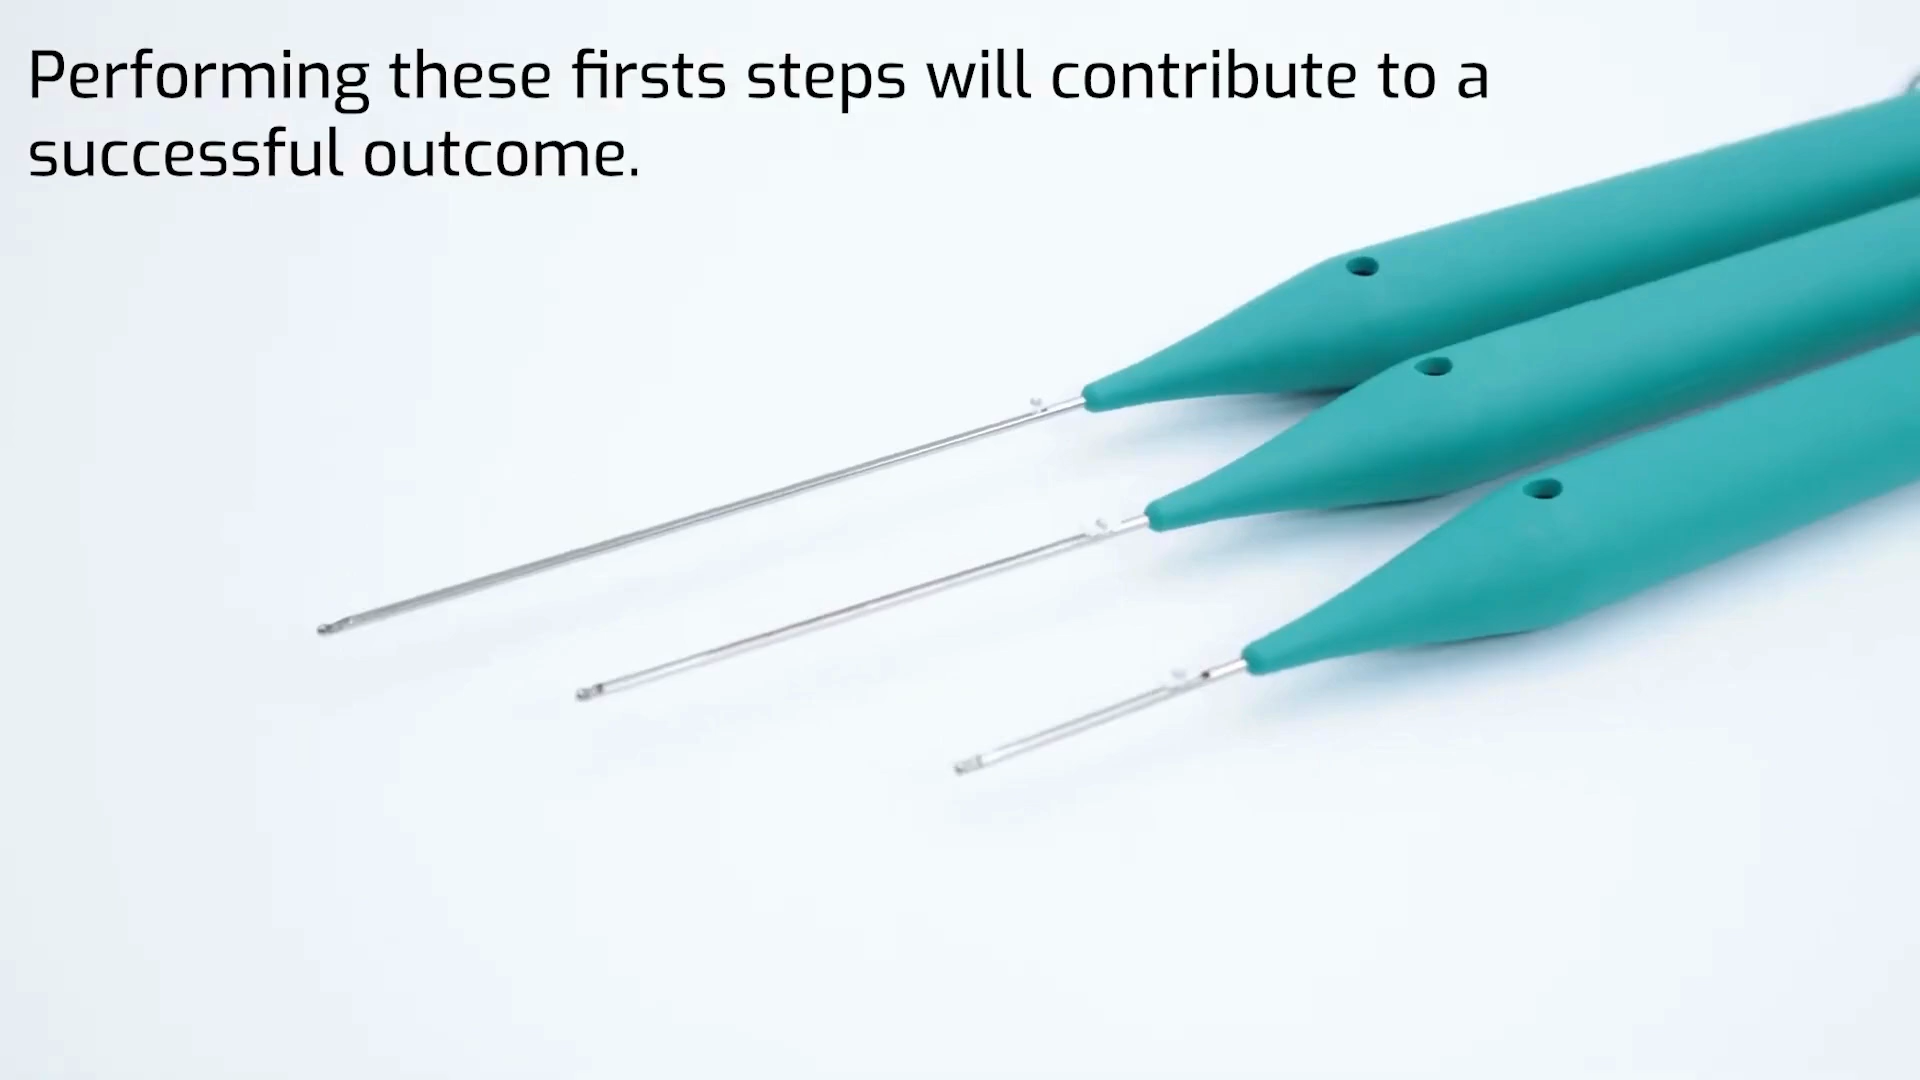 Performing these firsts steps will contribute to a
successful outcome.